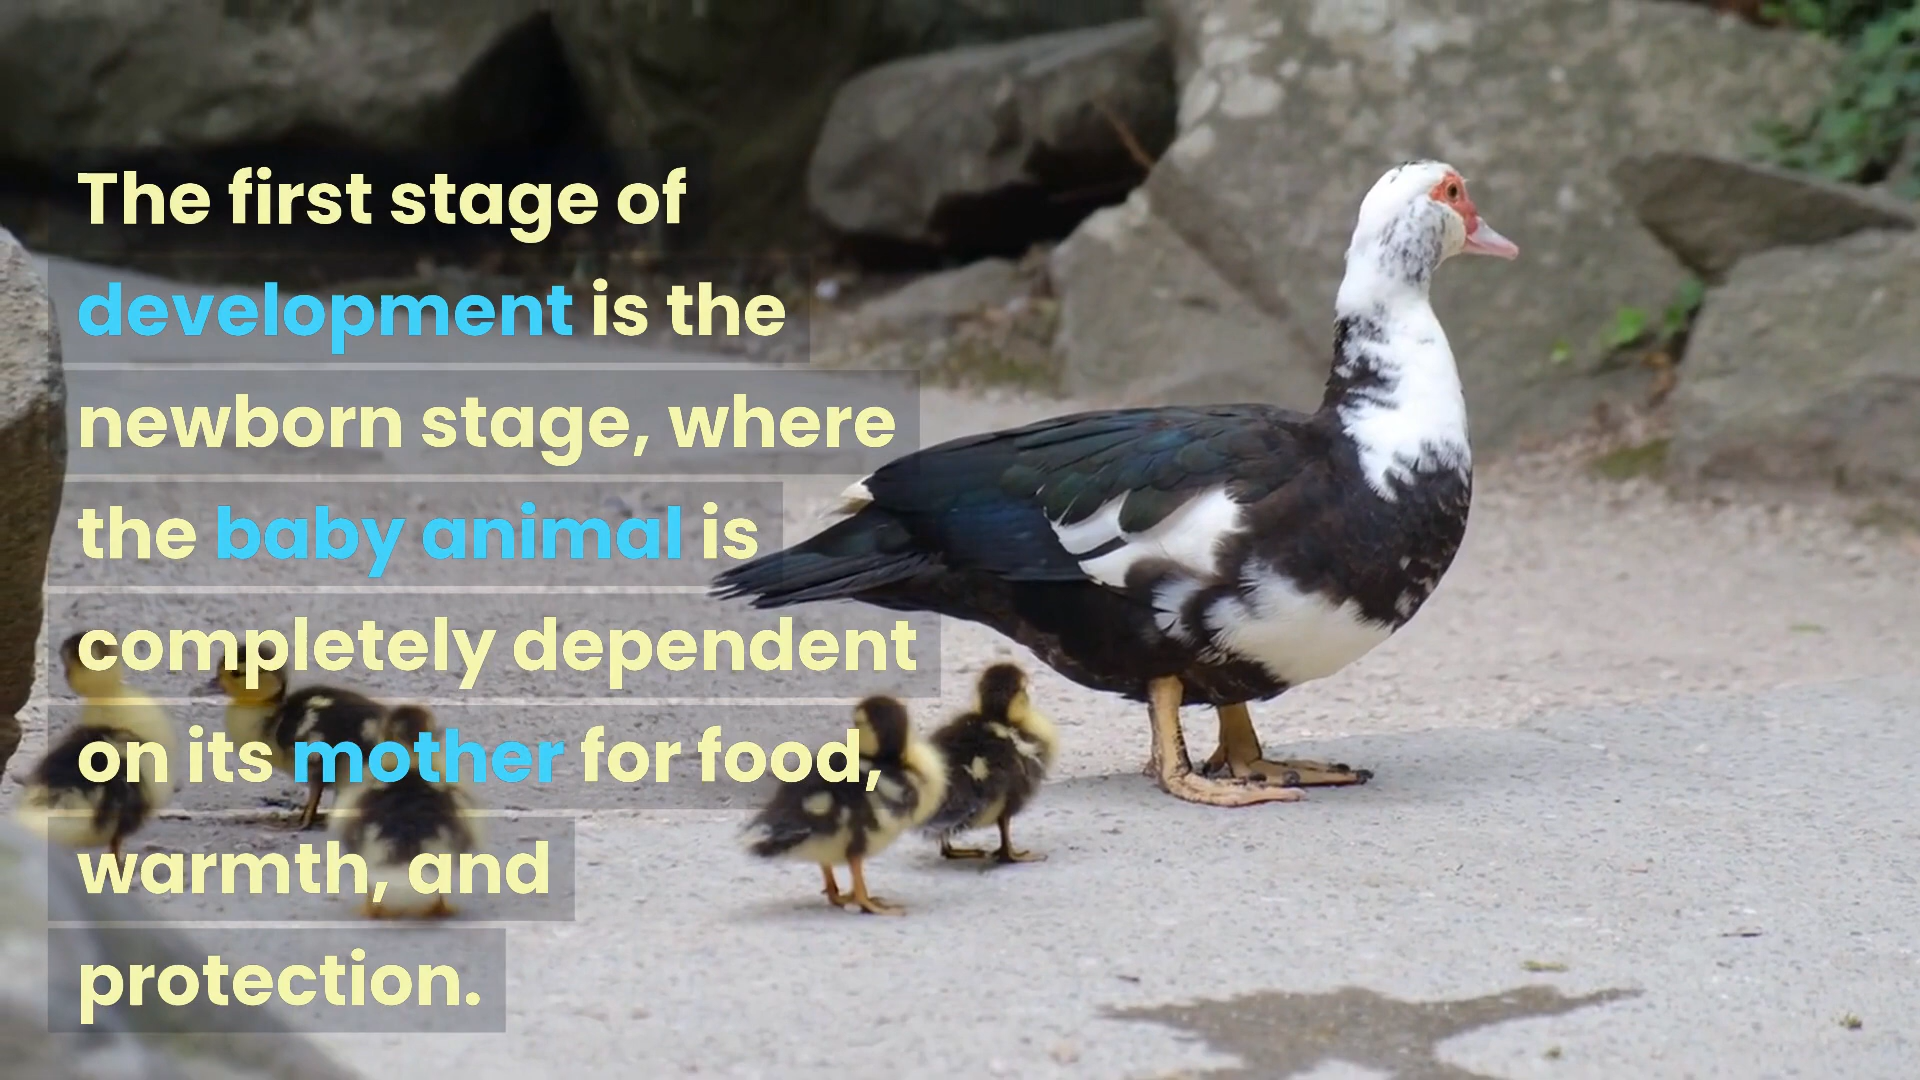 The first stage of
development is the
newborn stage, where
the baby animal is
completely dependent
on its mother for food,
warmth, and
protection.